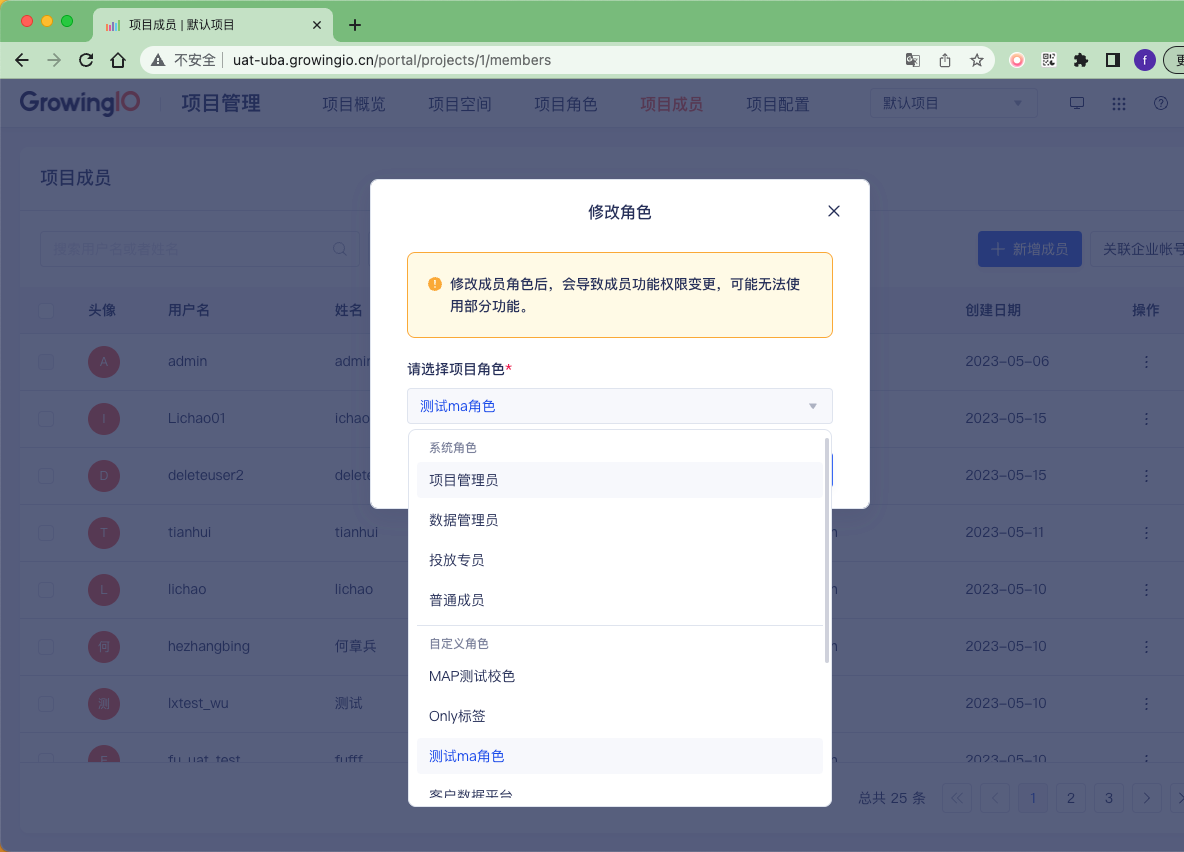 项目成员 | 默认项目
不安全 uat-uba.growingio.cn/portal/projects/1/members
f
更
GrowingIO
项目管理
项目概览
项目空间
项目角色
项目成员
项目配置
默认项目
项目成员
搜索用户名或者姓名
新增成员
关联企业帐号
修改角色
修改成员角色后，会导致成员功能权限变更，可能无法使
用部分功能。
请选择项目角色*
测试ma角色
系统角色
项目管理员
数据管理员
投放专员
普通成员
自定义角色
MAP测试校色
Only标签
测试ma角色
客户数据平台
头像 用户名 姓名 创建日期 操作
A admin admin 2023-05-06
l Lichao01 ichao 2023-05-15
D deleteuser2 delete 2023-05-15
T tianhui tianhui 2023-05-11
L lichao lichao 2023-05-10
何 hezhangbing 何章兵 2023-05-10
测 lxtest_wu 测试 2023-05-10
F fu_uat_test fufff 2023-05-10
总共 25 条
1 2 3